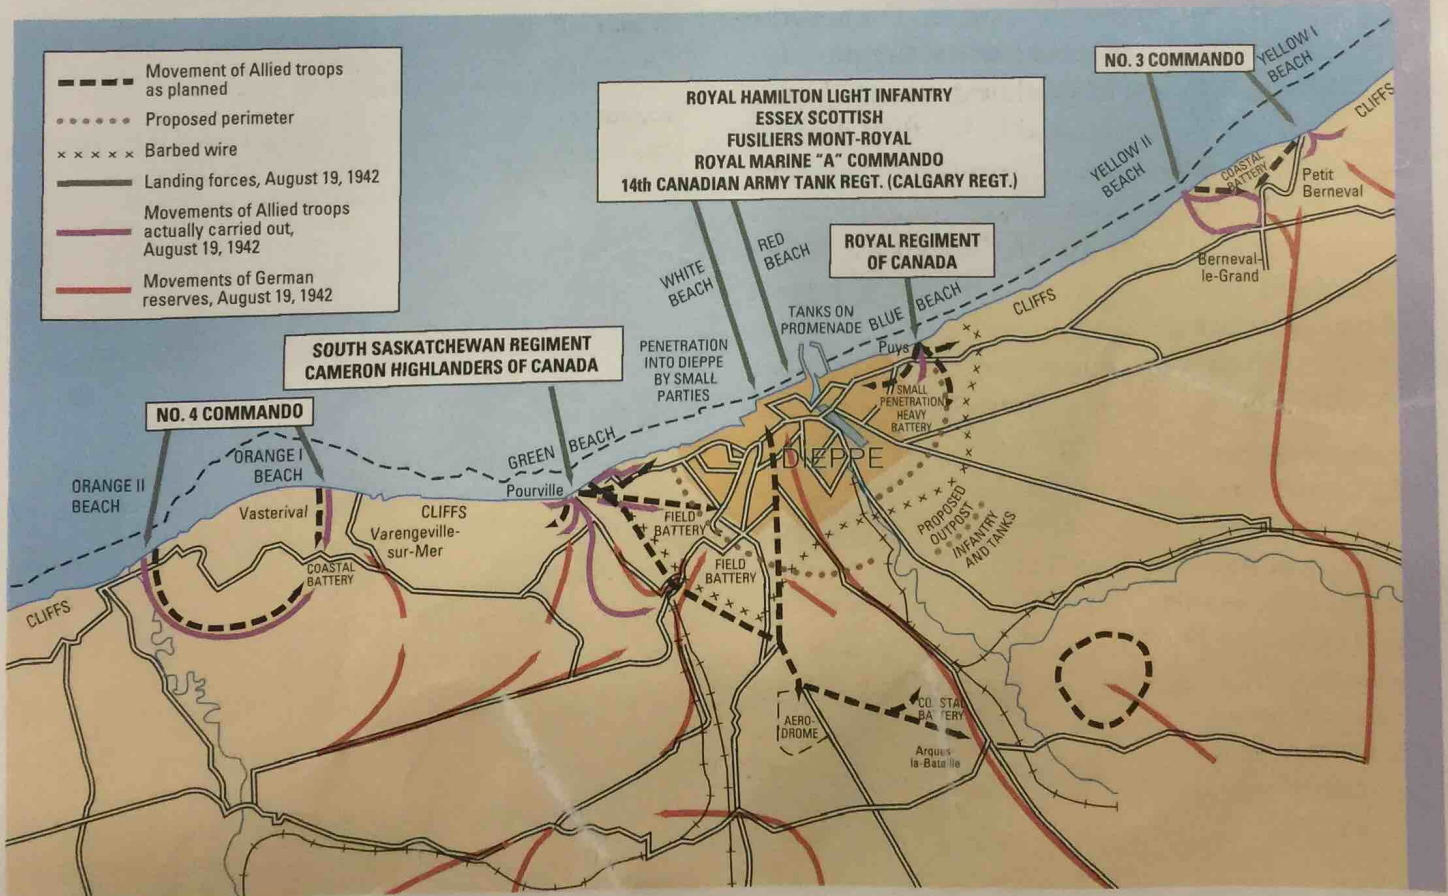 Movement of Allied troops
as planned
Proposed perimeter
Barbed wire
Landing forces, August 19, 1942
Movements of Allied troops
actually carried out,
August 19, 1942
Movements of German
reserves, August 19, 1942
NO. 3 COMMANDO
YELLOW I
BEACH
CLIFFS
ROYAL HAMILTON LIGHT INFANTRY
ESSEX SCOTTISH
FUSILIERS MONT-ROYAL
ROYAL MARINE "A" COMMANDO
14th CANADIAN ARMY TANK REGT. (CALGARY REGT.)
YELLOW II
BEACH
COASTAL
BATTERY
Petit
Berneval
Berneval-
le-Grand
ROYAL REGIMENT
OF CANADA
RED
BEACH
WHITE
BEACH
TANKS ON
PROMENADE
BLUE BEACH
CLIFFS
Puys
SMALL
PENETRATION
HEAVY
BATTERY
PENETRATION
INTO DIEPPE
BY SMALL
PARTIES
SOUTH SASKATCHEWAN REGIMENT
CAMERON HIGHLANDERS OF CANADA
NO. 4 COMMANDO
ORANGE I
BEACH
ORANGE II
BEACH
GREEN BEACH
Pourville
DIEPPE
CLIFFS
Vasterival
Varengeville-
sur-Mer
COASTAL
BATTERY
CLIFFS
FIELD
BATTERY
FIELD
BATTERY
PROPOSED
OUTPOST
INFANTRY
AND TANKS
AERO-
DROME
CO STAL
BA TERY
Arques
la-Bataille